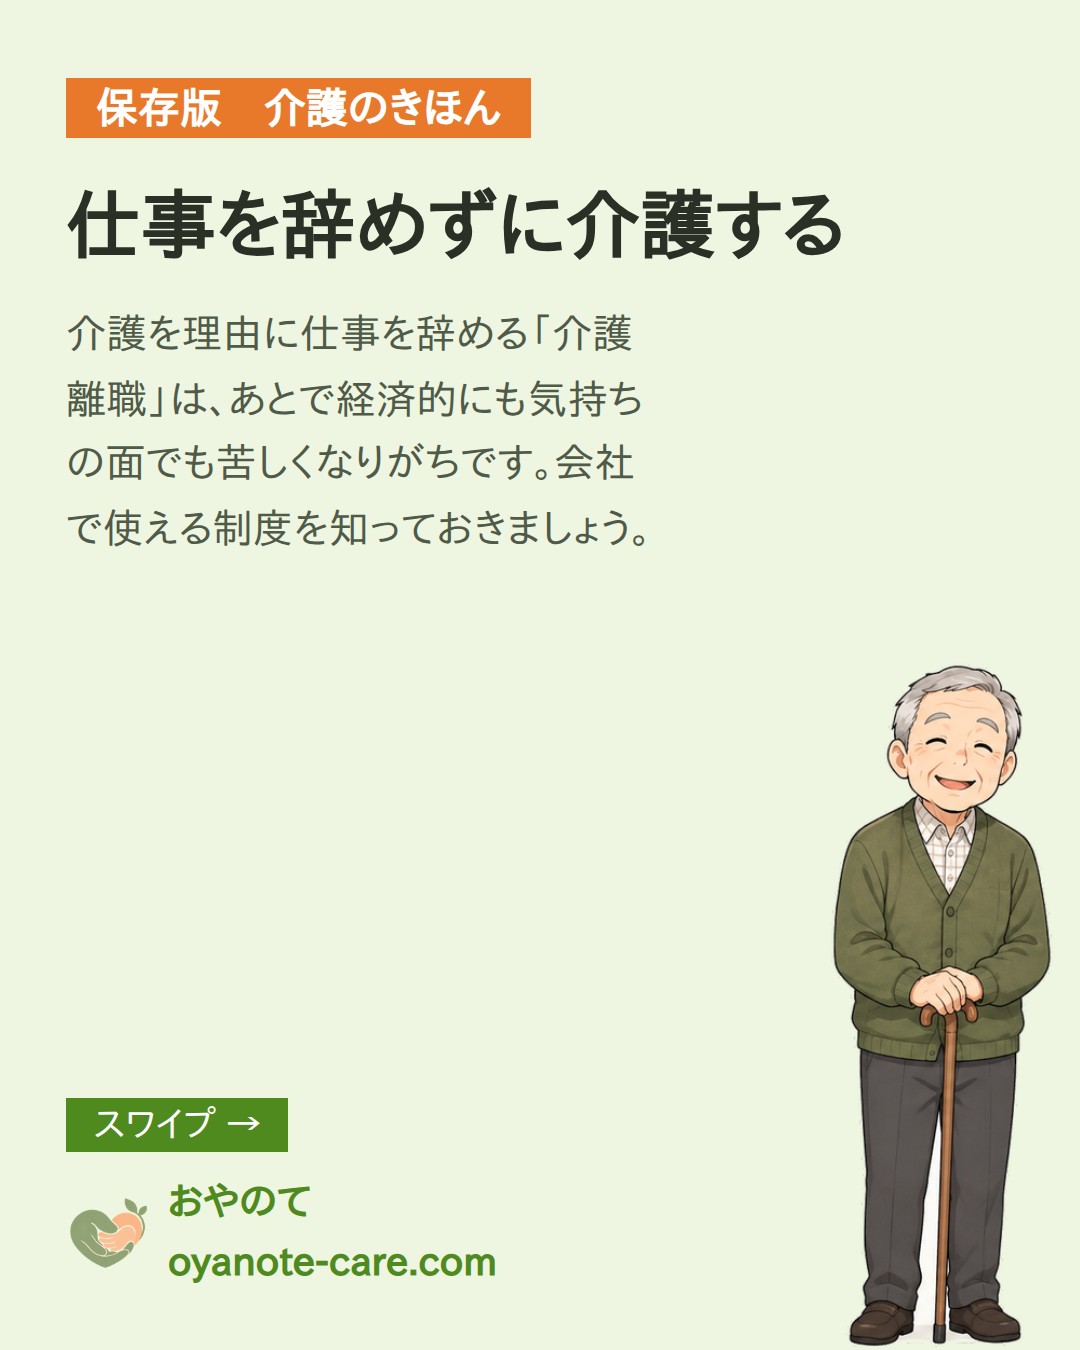 保存版　介護のきほん
仕事を辞めずに介護する
介護を理由に仕事を辞める「介護
離職」は、あとで経済的にも気持ち
の面でも苦しくなりがちです。会社
で使える制度を知っておきましょう。
スワイプ →
おやのて
oyanote-care.com